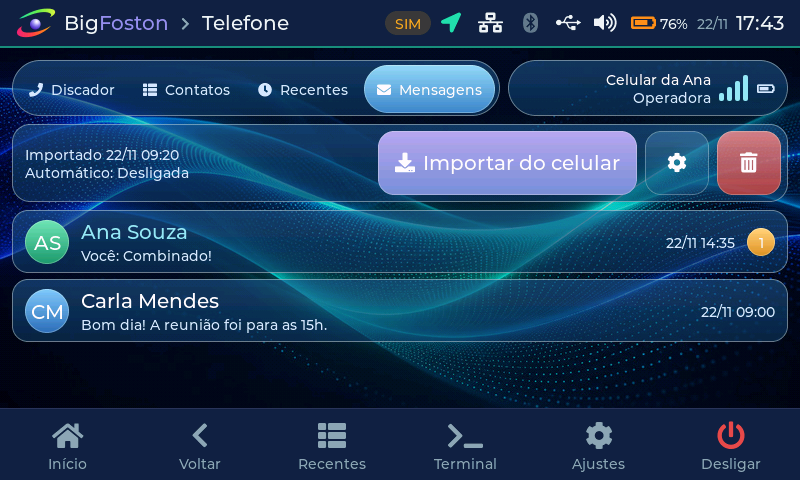 BigFoston > Telefone
SIM
76%
22/11
17:43
Discador
Contatos
Recentes
Mensagens
Celular da Ana
Operadora
Importado 22/11 09:20
Automático: Desligada
Importar do celular
AS
Ana Souza
Você: Combinado!
22/11 14:35
1
CM
Carla Mendes
Bom dia! A reunião foi para as 15h.
22/11 09:00
Início
Voltar
Recentes
Terminal
Ajustes
Desligar